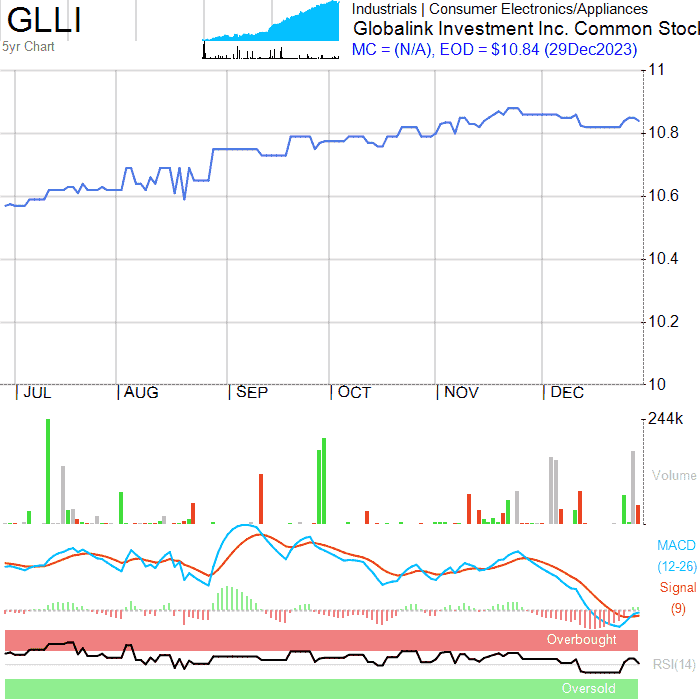 GLLI
5yr Chart
Industrials | Consumer Electronics/Appliances
Globalink Investment Inc. Common Stoc
MC = (N/A), EOD = $10.84 (29Dec2023)
11
10.8
10.6
10.4
10.2
10
JUL AUG SEP OCT NOV DEC
244k
Volume
MACD
(12-26)
Signal
(9)
Overbought
RSI(14)
Oversold